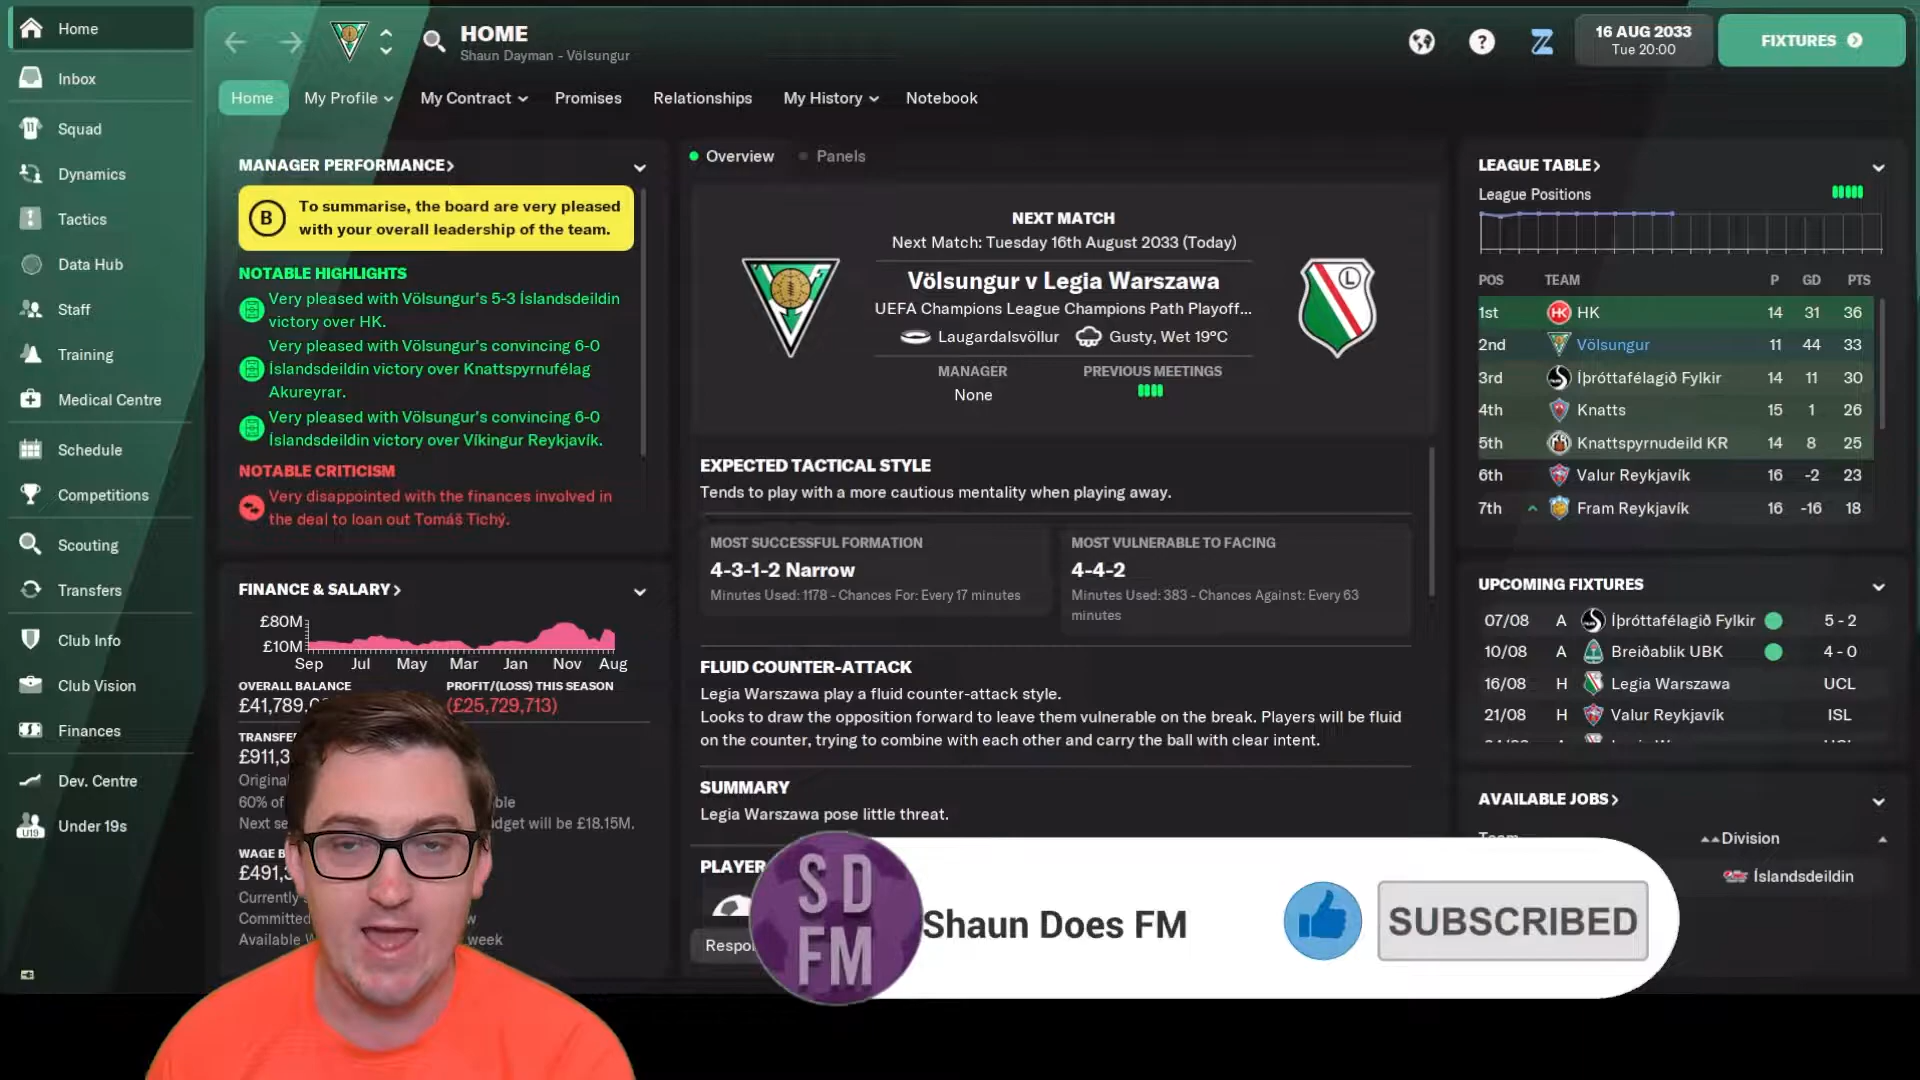 Home
Inbox
Squad
Dynamics
Tactics
Data Hub
Staff
Training
Medical Centre
Schedule
Competitions
Scouting
Transfers
Club Info
Club Vision
Finances
Dev. Centre
U19
Under 19s
HOME
Shaun Dayman - Völsungur
16 AUG 2033
Tue 20:00
FIXTURES
Home
My Profile
My Contract
Promises
Relationships
My History
Notebook
MANAGER PERFORMANCE
B
To summarise, the board are very pleased
with your overall leadership of the team.
NOTABLE HIGHLIGHTS
Very pleased with Völsungur's 5-3 Íslandsdeildin
victory over HK.
Very pleased with Völsungur's convincing 6-0
Íslandsdeildin victory over Knattspyrnufélag
Akureyrar.
Very pleased with Völsungur's convincing 6-0
Íslandsdeildin victory over Víkingur Reykjavík.
NOTABLE CRITICISM
Very disappointed with the finances involved in
the deal to loan out Tomáš Tichý.
FINANCE & SALARY
£80M
£10M
Sep Jul May Mar Jan Nov Aug
OVERALL BALANCE
£41,789,
PROFIT/(LOSS) THIS SEASON
(£25,729,713)
TRANSFE
£911,3
Origina
60% of
Next se
dget will be £18.15M.
WAGE B
£491,3
Currently
Committed
Available
week
Overview
Panels
NEXT MATCH
Next Match: Tuesday 16th August 2033 (Today)
Völsungur v Legia Warszawa
UEFA Champions League Champions Path Playoff...
Laugardalsvöllur
Gusty, Wet 19°C
MANAGER
None
PREVIOUS MEETINGS
EXPECTED TACTICAL STYLE
Tends to play with a more cautious mentality when playing away.
MOST SUCCESSFUL FORMATION
4-3-1-2 Narrow
Minutes Used: 1178 - Chances For: Every 17 minutes
MOST VULNERABLE TO FACING
4-4-2
Minutes Used: 383 - Chances Against: Every 63
minutes
FLUID COUNTER-ATTACK
Legia Warszawa play a fluid counter-attack style.
Looks to draw the opposition forward to leave them vulnerable on the break. Players will be fluid
on the counter, trying to combine with each other and carry the ball with clear intent.
SUMMARY
Legia Warszawa pose little threat.
PLAYER
Respo
LEAGUE TABLE
League Positions
POS TEAM P GD PTS
1st HK 14 31 36
2nd Völsungur 11 44 33
3rd Íþróttafélagið Fylkir 14 11 30
4th Knatts 15 1 26
5th Knattspyrnudeild KR 14 8 25
6th Valur Reykjavík 16 -2 23
7th Fram Reykjavík 16 -16 18
UPCOMING FIXTURES
07/08 A Íþróttafélagið Fylkir 5 - 2
10/08 A Breiðablik UBK 4 - 0
16/08 H Legia Warszawa UCL
21/08 H Valur Reykjavík ISL
AVAILABLE JOBS
Team
Division
Íslandsdeildin
SD
FM
Shaun Does FM
SUBSCRIBED